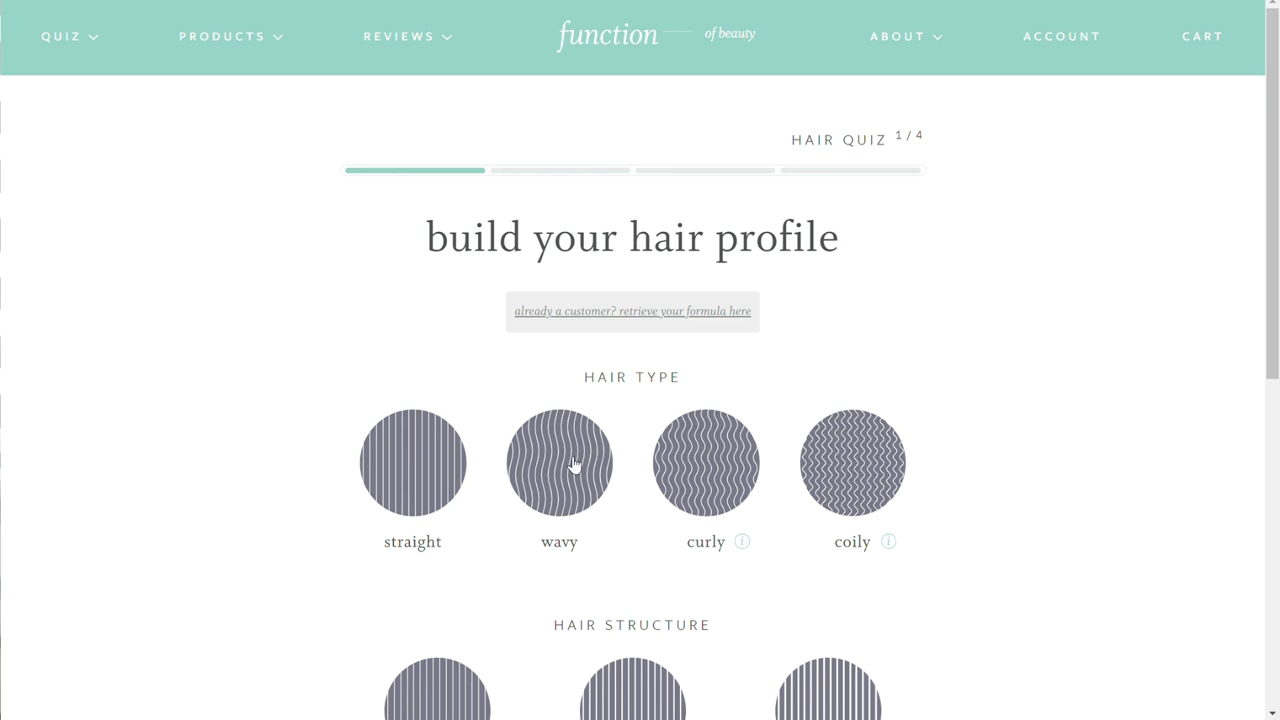 QUIZ PRODUCTS REVIEWS function of beauty ABOUT ACCOUNT CART
HAIR QUIZ 1 / 4
build your hair profile
already a customer? retrieve your formula here
HAIR TYPE
straight wavy curly i coily i
HAIR STRUCTURE